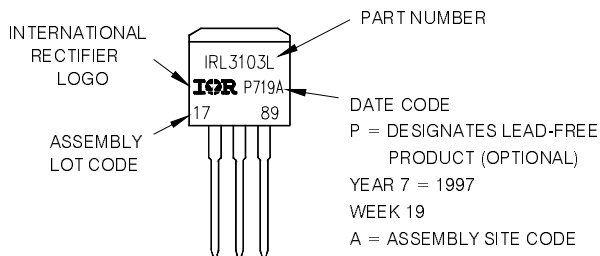 PART NUMBER
INTERNATIONAL
RECTIFIER
LOGO
IRL3103L
IOR P719A
17 89
ASSEMBLY
LOT CODE
DATE CODE
P = DESIGNATES LEAD-FREE
PRODUCT (OPTIONAL)
YEAR 7 = 1997
WEEK 19
A = ASSEMBLY SITE CODE